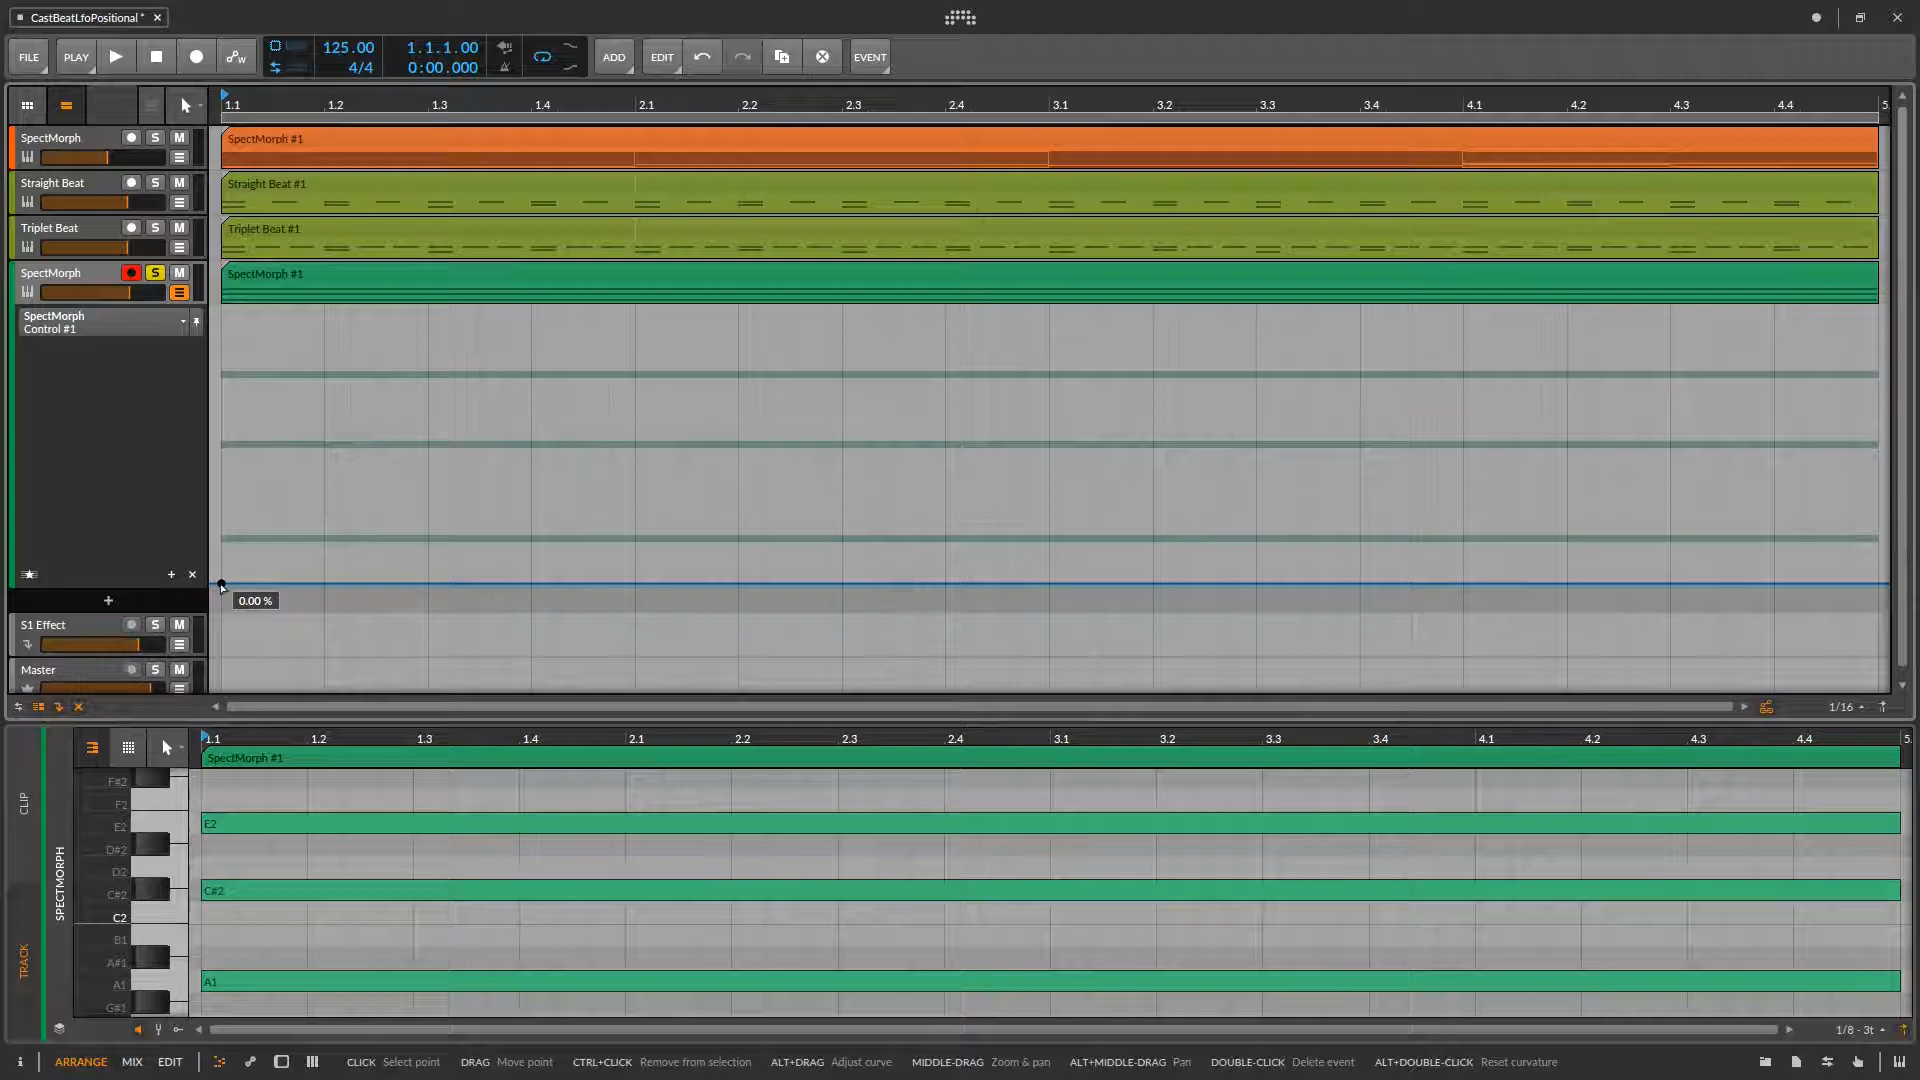 CastBeatLfoPositional *
FILE PLAY 125.00 4/4 1.1.1.00 0:00.000 ADD EDIT EVENT
1.1 1.2 1.3 1.4 2.1 2.2 2.3 2.4 3.1 3.2 3.3 3.4 4.1 4.2 4.3 4.4 5.
SpectMorph S M
SpectMorph #1
Straight Beat S M
Straight Beat #1
Triplet Beat S M
Triplet Beat #1
SpectMorph S M
SpectMorph #1
SpectMorph
Control #1
0.00 %
S1 Effect S M
Master S M
1/16
1.1 1.2 1.3 1.4 2.1 2.2 2.3 2.4 3.1 3.2 3.3 3.4 4.1 4.2 4.3 4.4 5.
SpectMorph #1
CLIP
TRACK
SPECTMORPH
F#2
F2
E2 E2
D#2
D2
C#2 C#2
C2
B1
A#1
A1 A1
G#1
1/8 - 3t
i ARRANGE MIX EDIT CLICK Select point DRAG Move point CTRL+CLICK Remove from selection ALT+DRAG Adjust curve MIDDLE-DRAG Zoom & pan ALT+MIDDLE-DRAG Pan DOUBLE-CLICK Delete event ALT+DOUBLE-CLICK Reset curvature